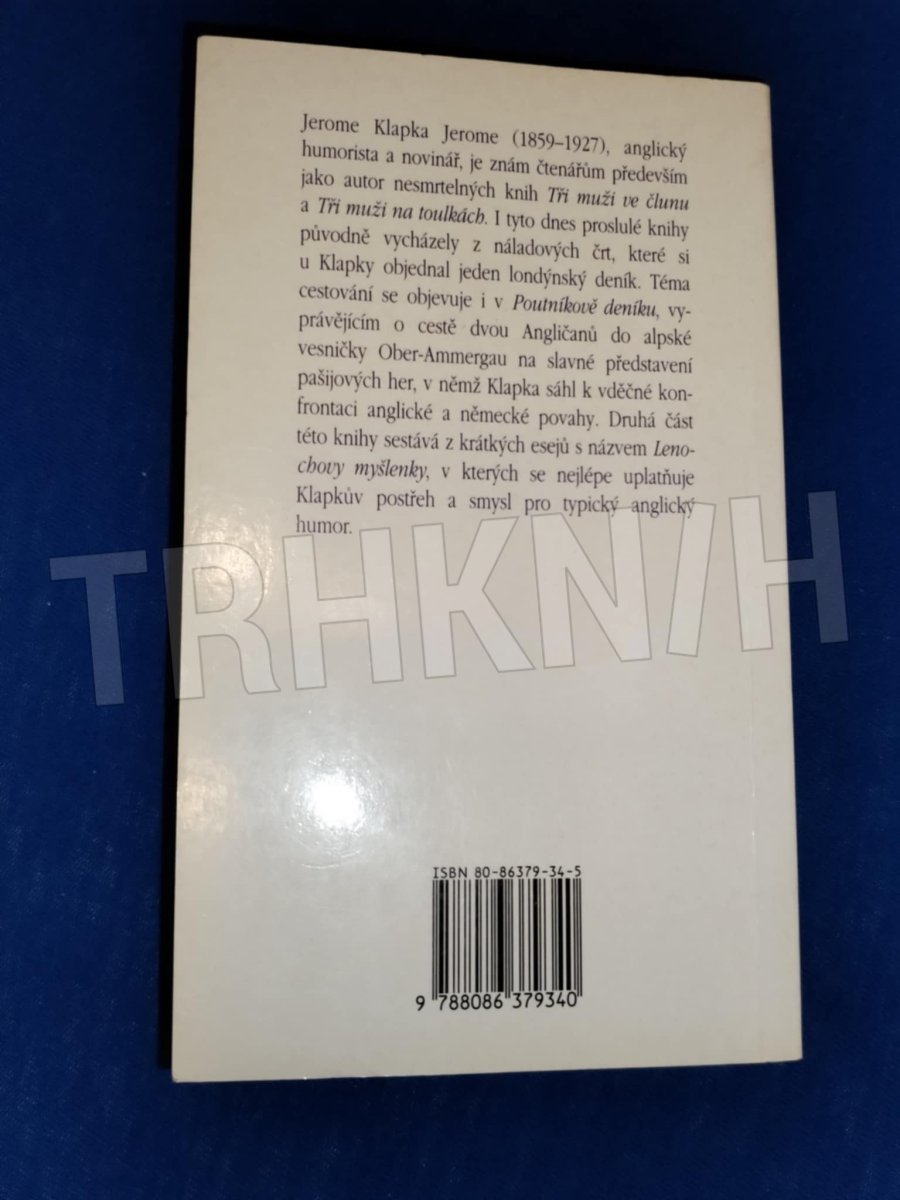 Jerome Klapka Jerome (1859–1927), anglický
humorista a novinář, je znám čtenářům především
jako autor nesmrtelných knih Tři muži ve člunu
a Tři muži na toulkách. I tyto dnes proslulé knihy
původně vycházely z náladových črt, které si
u Klapky objednal jeden londýnský deník. Téma
cestování se objevuje i v Poutníkově deníku, vy-
právějícím o cestě dvou Angličanů do alpské
vesničky Ober-Ammergau na slavné představení
pašijových her, v němž Klapka sáhl k vděčné kon-
frontaci anglické a německé povahy. Druhá část
této knihy sestává z krátkých esejů s názvem Leno-
chovy myšlenky, v kterých se nejlépe uplatňuje
Klapkův postřeh a smysl pro typický anglický
humor.
TRHKNIH
ISBN 80-86379-34-5
9 788086 379340